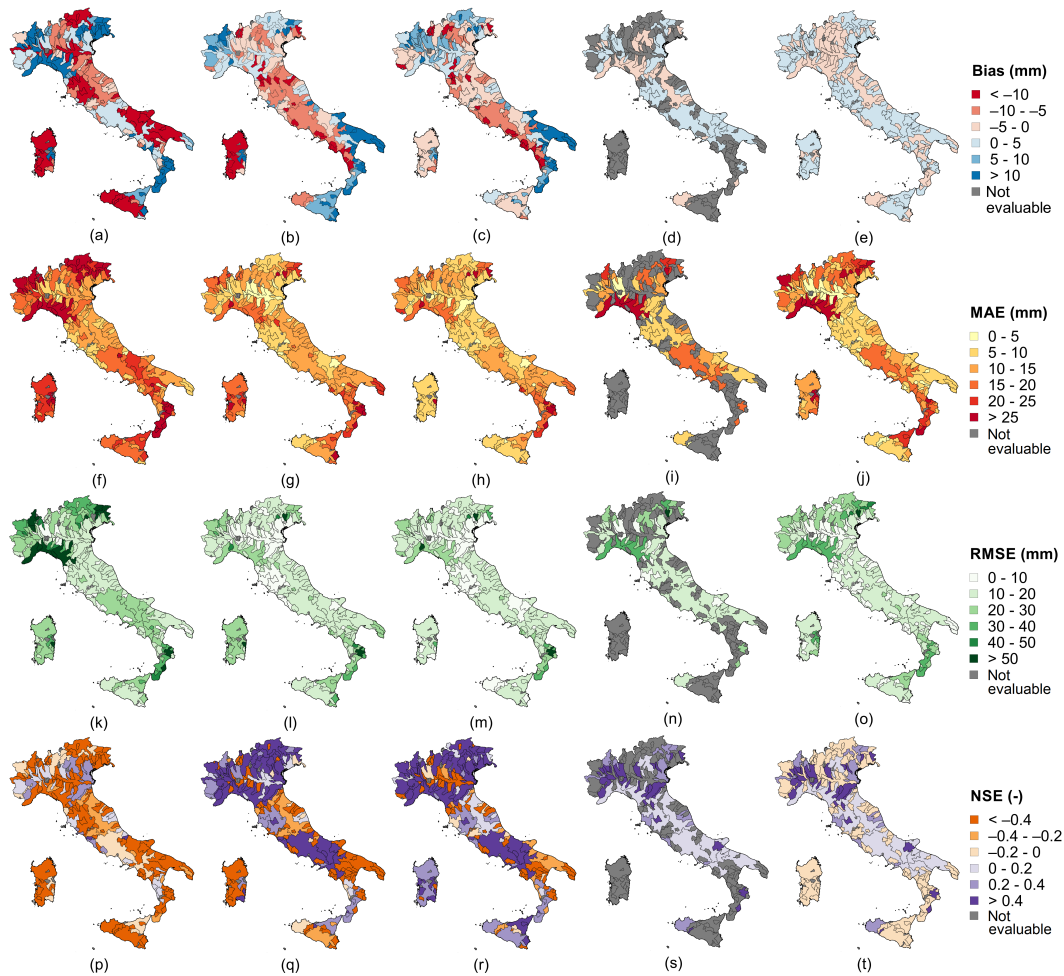 Bias (mm)
< –10
–10 - –5
–5 - 0
0 - 5
5 - 10
> 10
Not
evaluable
(a)
(b)
(c)
(d)
(e)
MAE (mm)
0 - 5
5 - 10
10 - 15
15 - 20
20 - 25
> 25
Not
evaluable
(f)
(g)
(h)
(i)
(j)
RMSE (mm)
0 - 10
10 - 20
20 - 30
30 - 40
40 - 50
> 50
Not
evaluable
(k)
(l)
(m)
(n)
(o)
NSE (-)
< –0.4
–0.4 - –0.2
–0.2 - 0
0 - 0.2
0.2 - 0.4
> 0.4
Not
evaluable
(p)
(q)
(r)
(s)
(t)